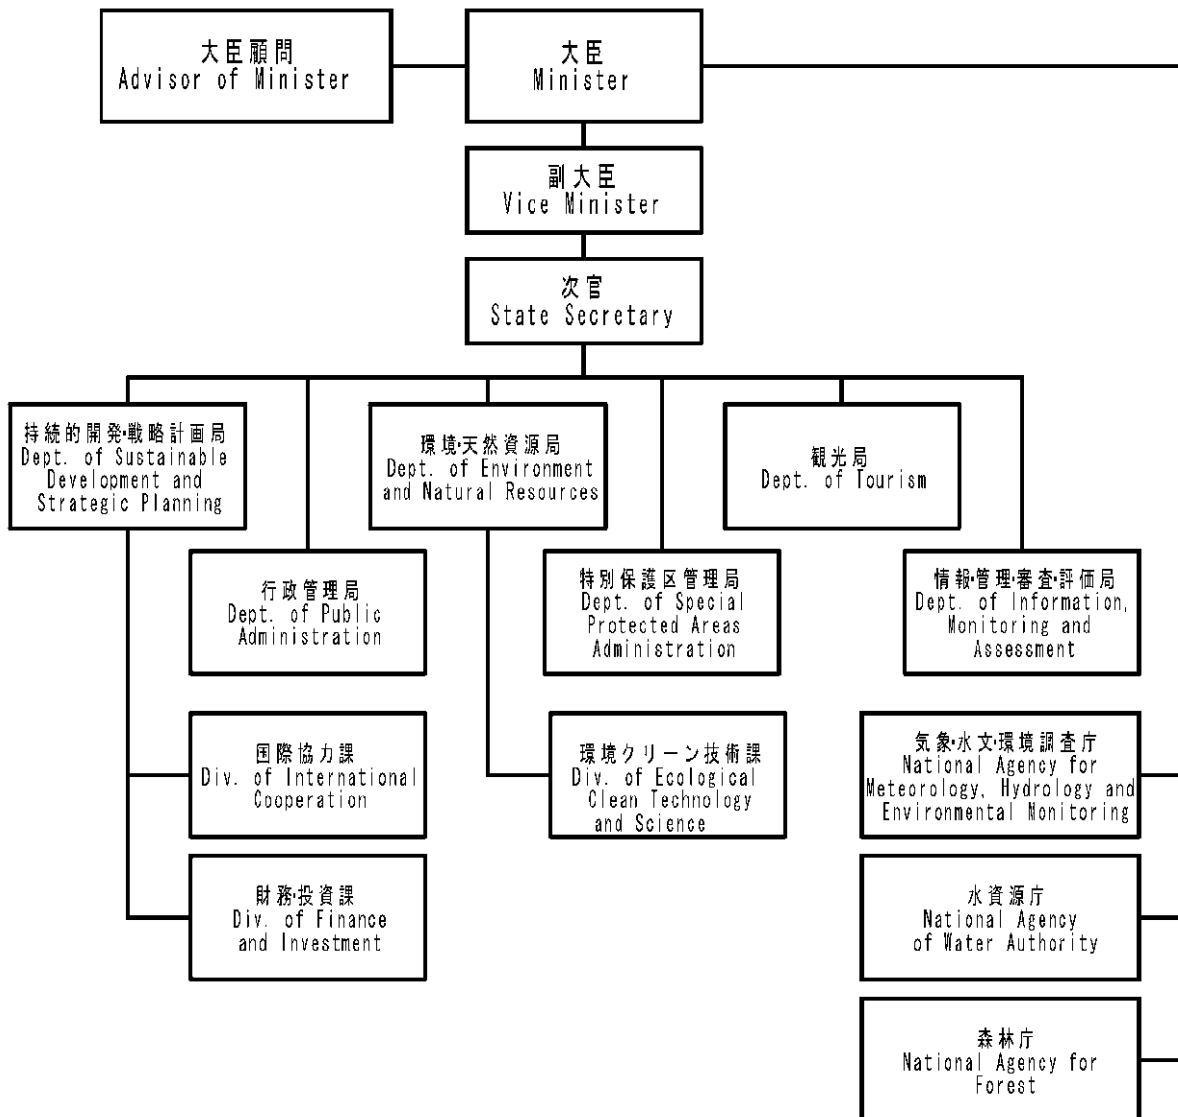 大臣顧問
Advisor of Minister
大臣
Minister
副大臣
Vice Minister
次官
State Secretary
持続的開発・戦略計画局
Dept. of Sustainable
Development and
Strategic Planning
環境・天然資源局
Dept. of Environment
and Natural Resources
観光局
Dept. of Tourism
行政管理局
Dept. of Public
Administration
特別保護区管理局
Dept. of Special
Protected Areas
Administration
情報・管理・審査・評価局
Dept. of Information,
Monitoring and
Assessment
国際協力課
Div. of International
Cooperation
環境クリーン技術課
Div. of Ecological
Clean Technology
and Science
気象・水文・環境調査庁
National Agency for
Meteorology, Hydrology and
Environmental Monitoring
財務・投資課
Div. of Finance
and Investment
水資源庁
National Agency
of Water Authority
森林庁
National Agency for
Forest